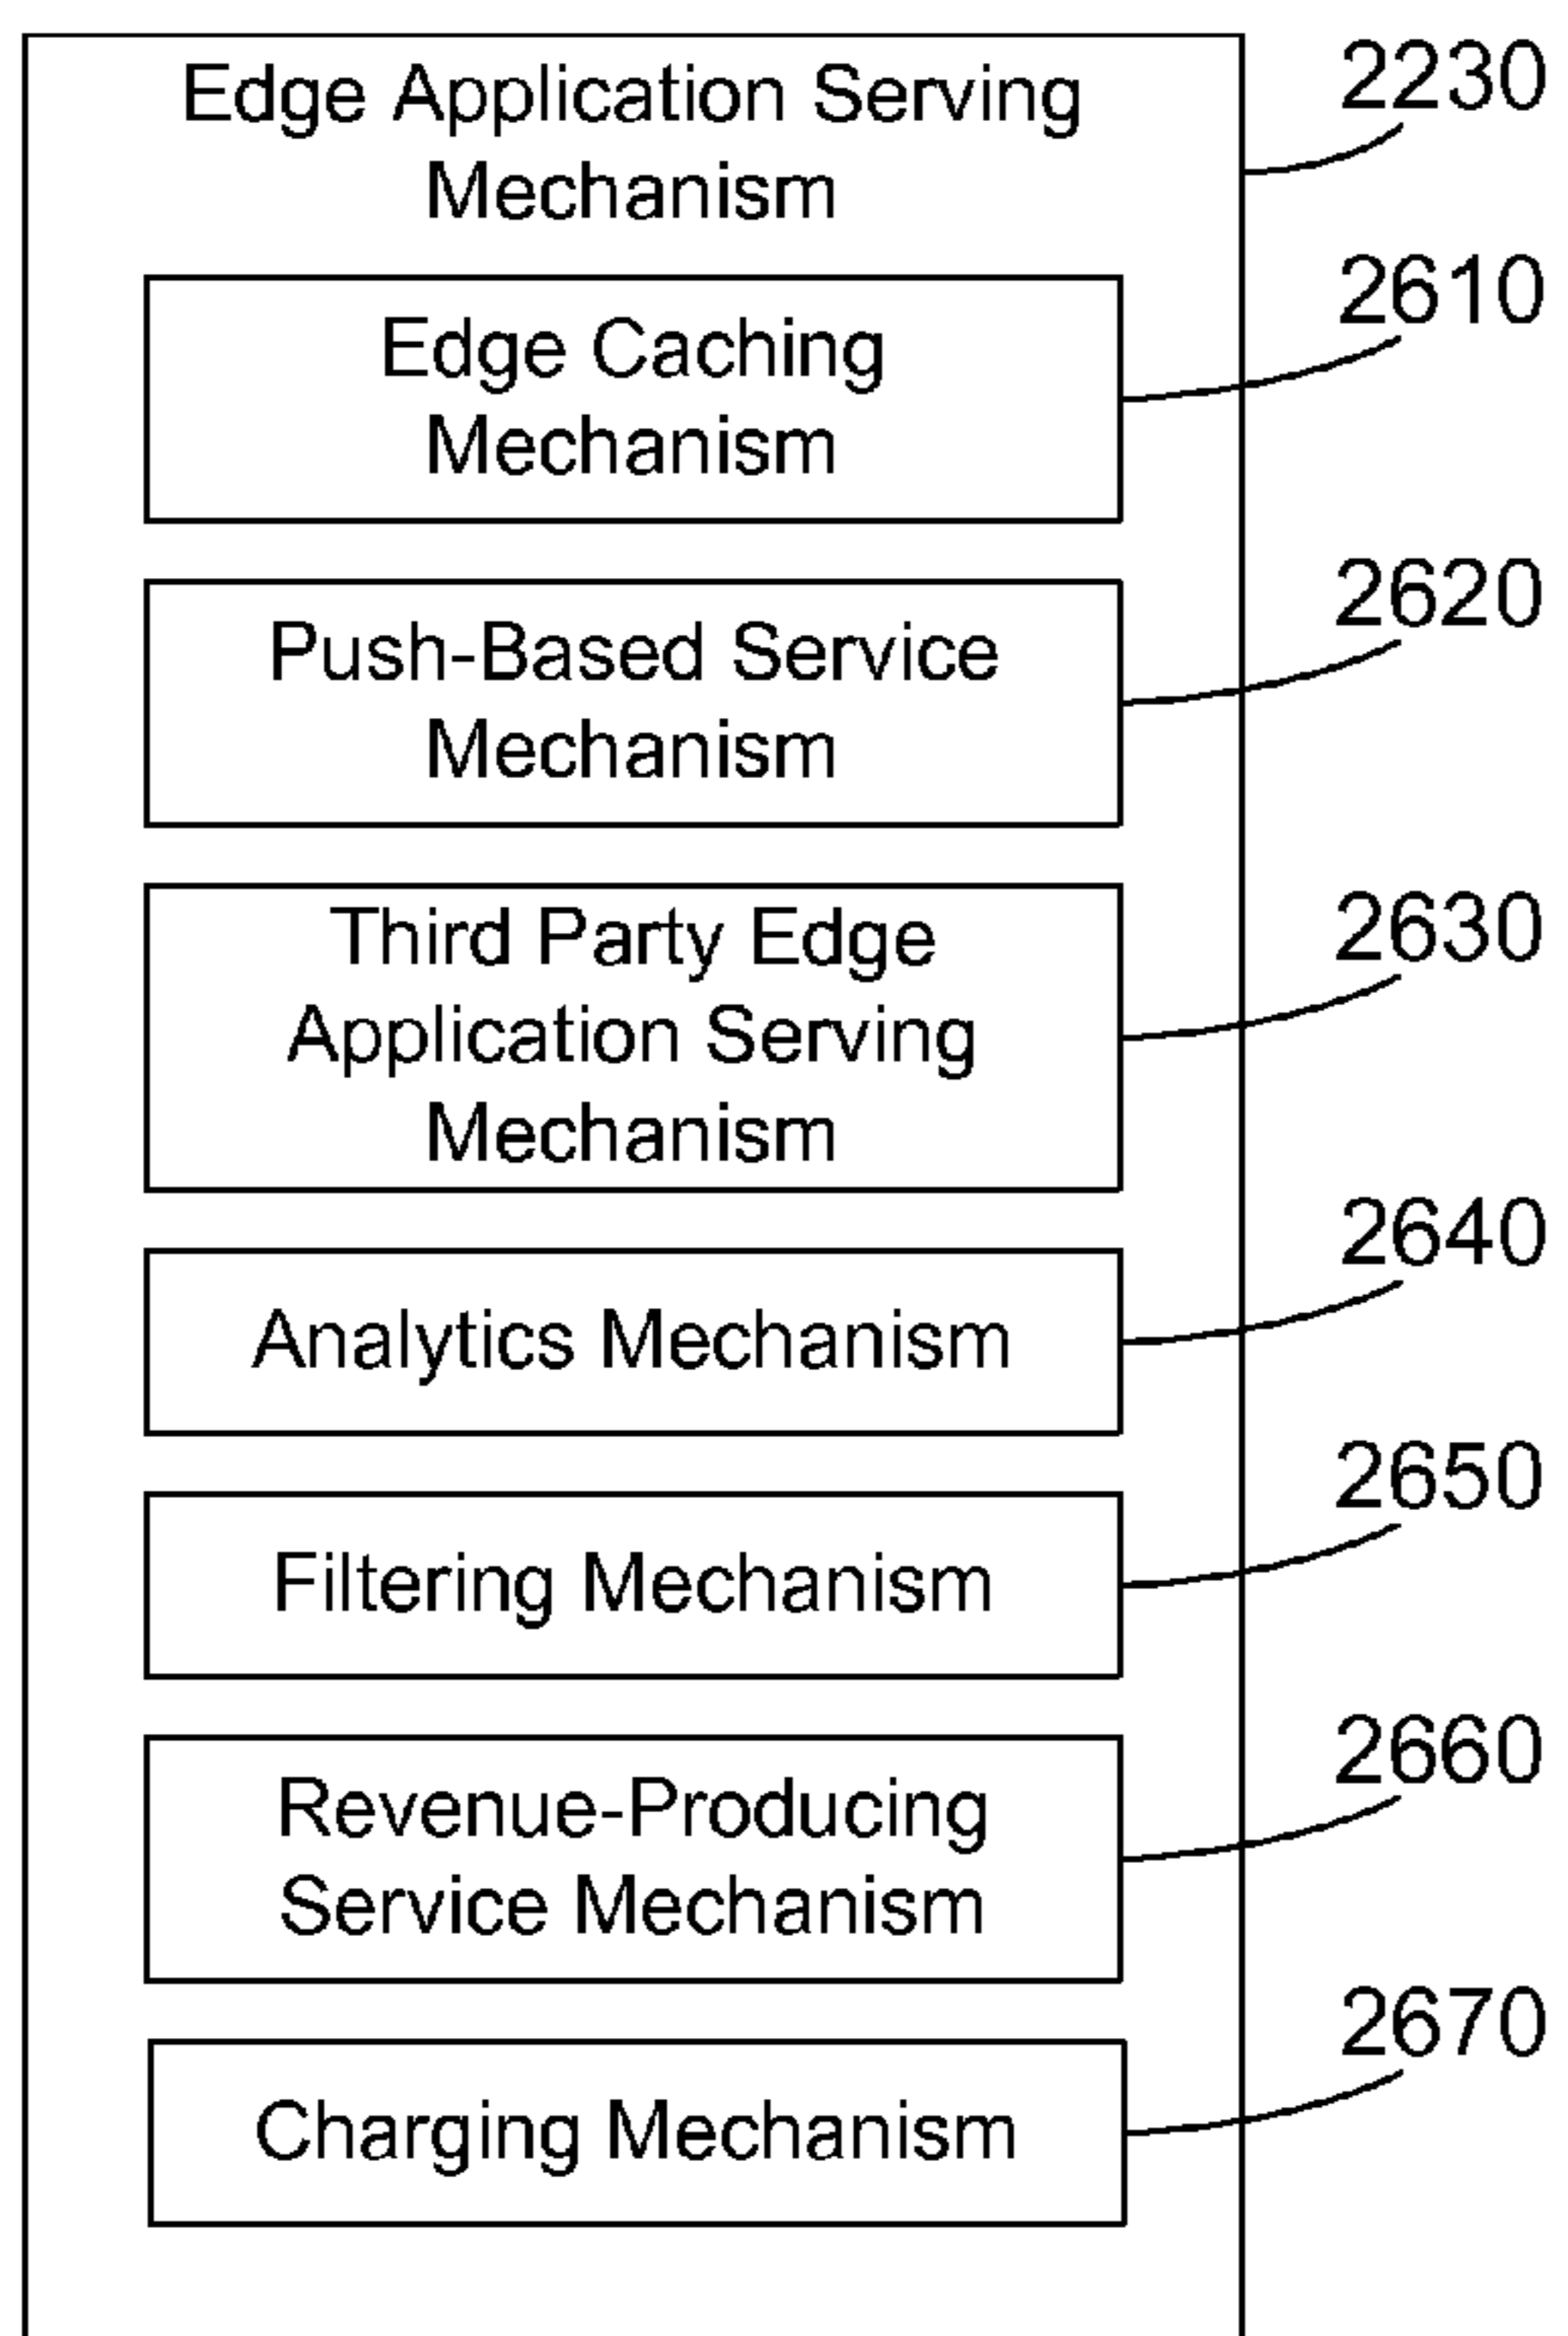 Edge Application Serving
Mechanism
2230
Edge Caching
Mechanism
2610
Push-Based Service
Mechanism
2620
Third Party Edge
Application Serving
Mechanism
2630
Analytics Mechanism
2640
Filtering Mechanism
2650
Revenue-Producing
Service Mechanism
2660
Charging Mechanism
2670